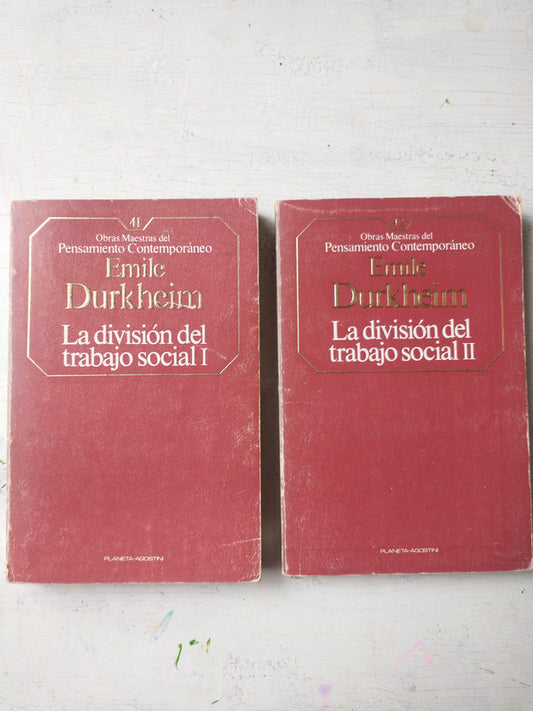 41
Obras Maestras del
Pensamiento Contemporáneo
Emile
Durkheim
La división del
trabajo social I
PLANETA-AGOSTINI
Obras Maestras del
Pensamiento Contemporáneo
Emile
Durkheim
La división del
trabajo social II
PLANETA-AGOSTINI